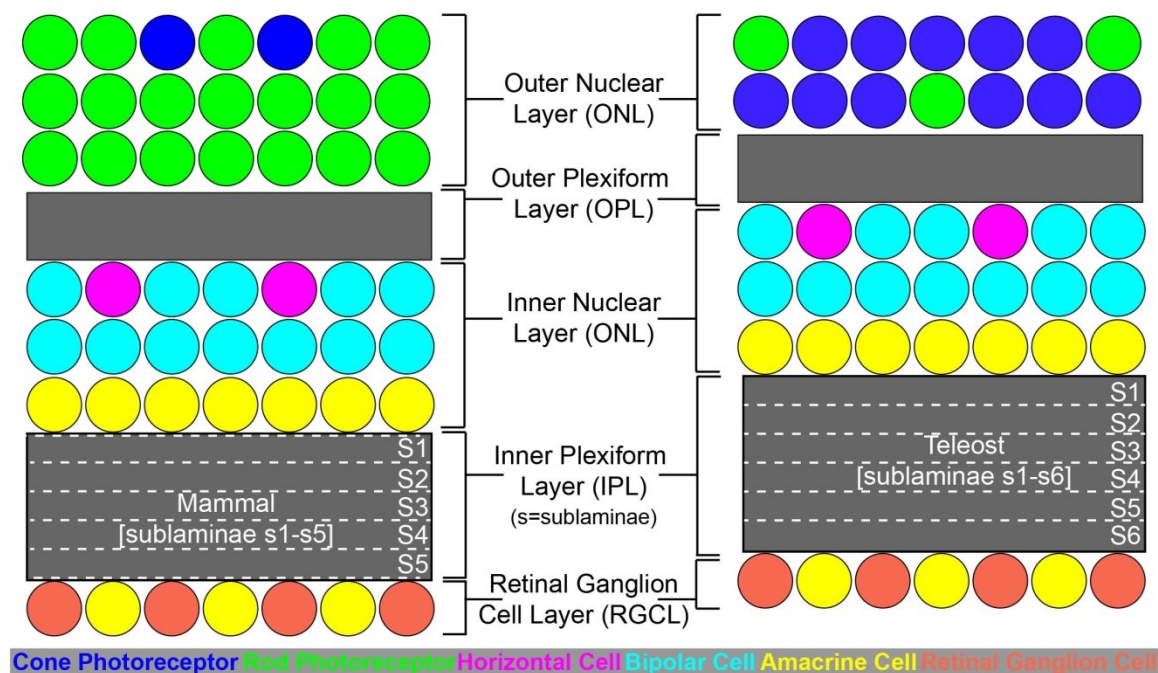 Outer Nuclear
Layer (ONL)
Outer Plexiform
Layer (OPL)
Inner Nuclear
Layer (ONL)
Inner Plexiform
Layer (IPL)
(s=sublaminae)
Retinal Ganglion
Cell Layer (RGCL)
S1
S2
Mammal
S3
[sublaminae s1-s5]
S4
S5
S1
S2
Teleost
S3
[sublaminae s1-s6]
S4
S5
S6
Cone Photoreceptor Rod Photoreceptor Horizontal Cell Bipolar Cell Amacrine Cell Retinal Ganglion Cell